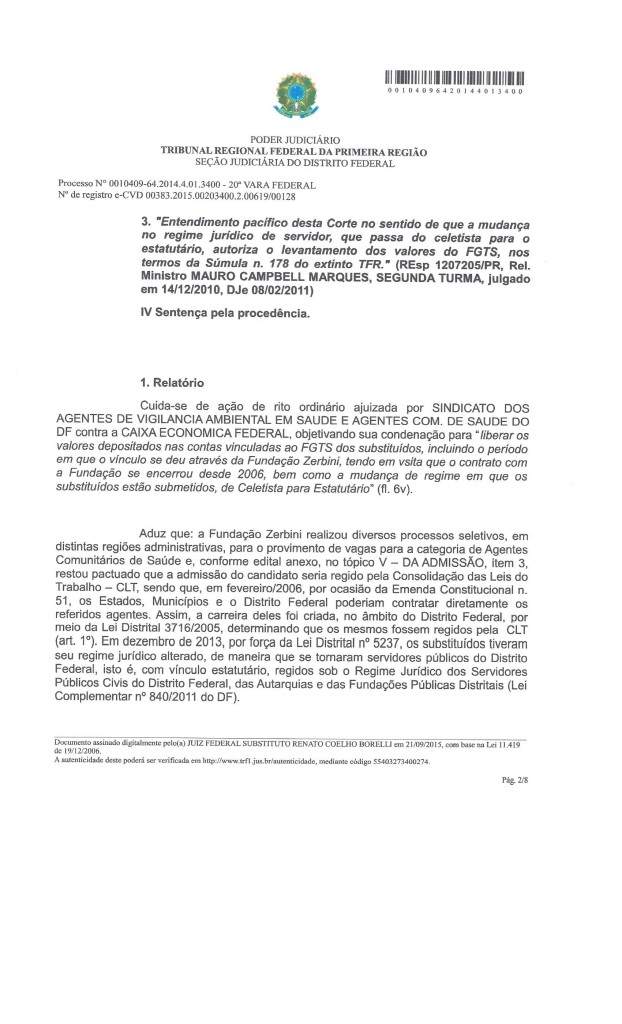 00104096420144013400
PODER JUDICIÁRIO
TRIBUNAL REGIONAL FEDERAL DA PRIMEIRA REGIÃO
SEÇÃO JUDICIÁRIA DO DISTRITO FEDERAL
Processo N° 0010409-64.2014.4.01.3400 - 20ª VARA FEDERAL
Nº de registro e-CVD 00383.2015.00203400.2.00619/00128
3. "Entendimento pacífico desta Corte no sentido de que a mudança
no regime jurídico de servidor, que passa do celetista para o
estatutário, autoriza o levantamento dos valores do FGTS, nos
termos da Súmula n. 178 do extinto TFR." (REsp 1207205/PR, Rel.
Ministro MAURO CAMPBELL MARQUES, SEGUNDA TURMA, julgado
em 14/12/2010, DJe 08/02/2011)
IV Sentença pela procedência.
1. Relatório
Cuida-se de ação de rito ordinário ajuizada por SINDICATO DOS
AGENTES DE VIGILANCIA AMBIENTAL EM SAUDE E AGENTES COM. DE SAUDE DO
DF contra a CAIXA ECONOMICA FEDERAL, objetivando sua condenação para "liberar os
valores depositados nas contas vinculadas ao FGTS dos substituídos, incluindo o período
em que o vínculo se deu através da Fundação Zerbini, tendo em vsita que o contrato com
a Fundação se encerrou desde 2006, bem como a mudança de regime em que os
substituídos estão submetidos, de Celetista para Estatutário" (fl. 6v).
Aduz que: a Fundação Zerbini realizou diversos processos seletivos, em
distintas regiões administrativas, para o provimento de vagas para a categoria de Agentes
Comunitários de Saúde e, conforme edital anexo, no tópico V – DA ADMISSÃO, ítem 3,
restou pactuado que a admissão do candidato seria regido pela Consolidação das Leis do
Trabalho – CLT, sendo que, em fevereiro/2006, por ocasião da Emenda Constitucional n.
51, os Estados, Municípios e o Distrito Federal poderiam contratar diretamente os
referidos agentes. Assim, a carreira deles foi criada, no âmbito do Distrito Federal, por
meio da Lei Distrital 3716/2005, determinando que os mesmos fossem regidos pela CLT
(art. 1º). Em dezembro de 2013, por força da Lei Distrital nº 5237, os substituídos tiveram
seu regime jurídico alterado, de maneira que se tornaram servidores públicos do Distrito
Federal, isto é, com vínculo estatutário, regidos sob o Regime Jurídico dos Servidores
Públicos Civis do Distrito Federal, das Autarquias e das Fundações Públicas Distritais (Lei
Complementar nº 840/2011 do DF).
Documento assinado digitalmente pelo(a) JUIZ FEDERAL SUBSTITUTO RENATO COELHO BORELLI em 21/09/2015, com base na Lei 11.419
de 19/12/2006.
A autenticidade deste poderá ser verificada em http://www.trf1.jus.br/autenticidade, mediante código 55403273400274.
Pág. 2/8